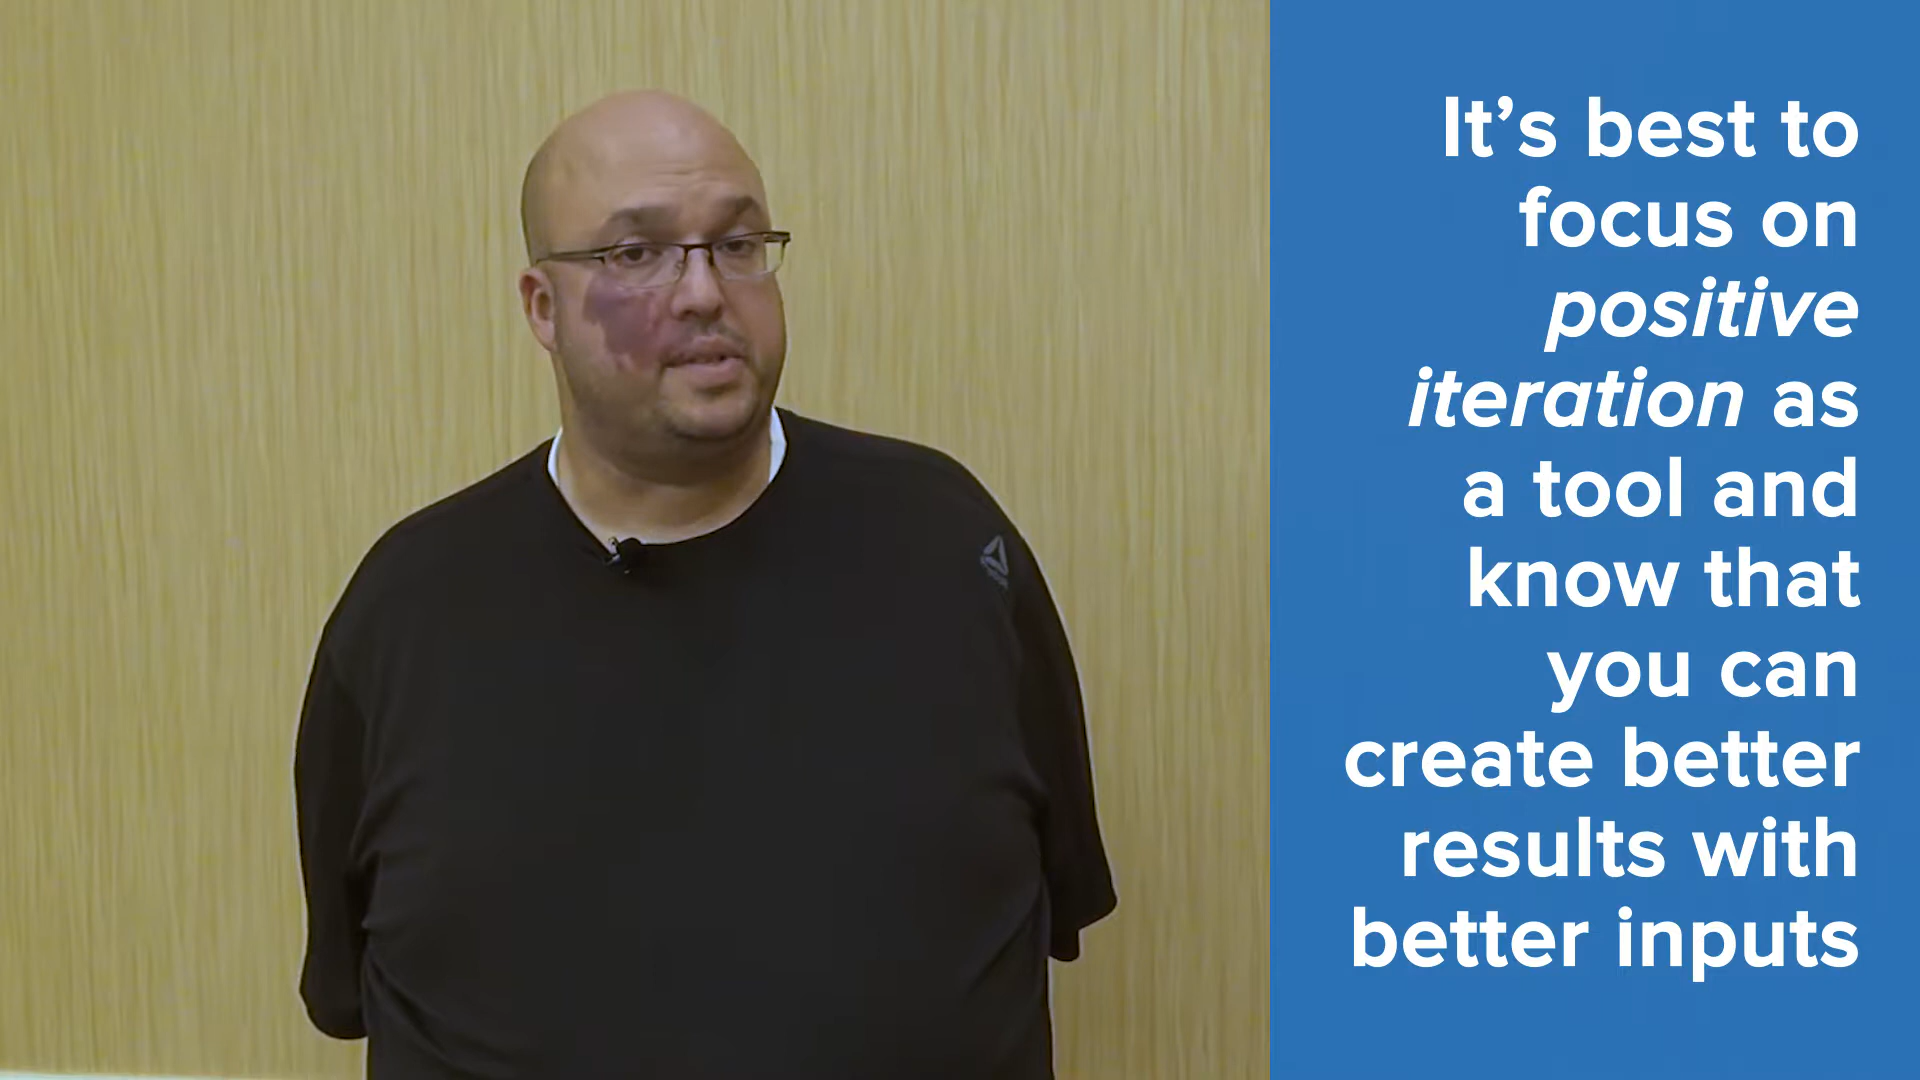 It’s best to
focus on
positive
iteration as
a tool and
know that
you can
create better
results with
better inputs